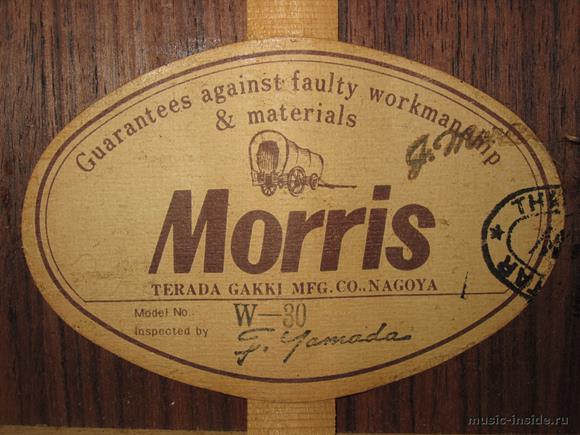 Guarantees against faulty workmanship
& materials
Morris
TERADA GAKKI MFG.CO.,NAGOYA
Model No. W-30
Inspected by F. Yamada
THE
music-inside.ru